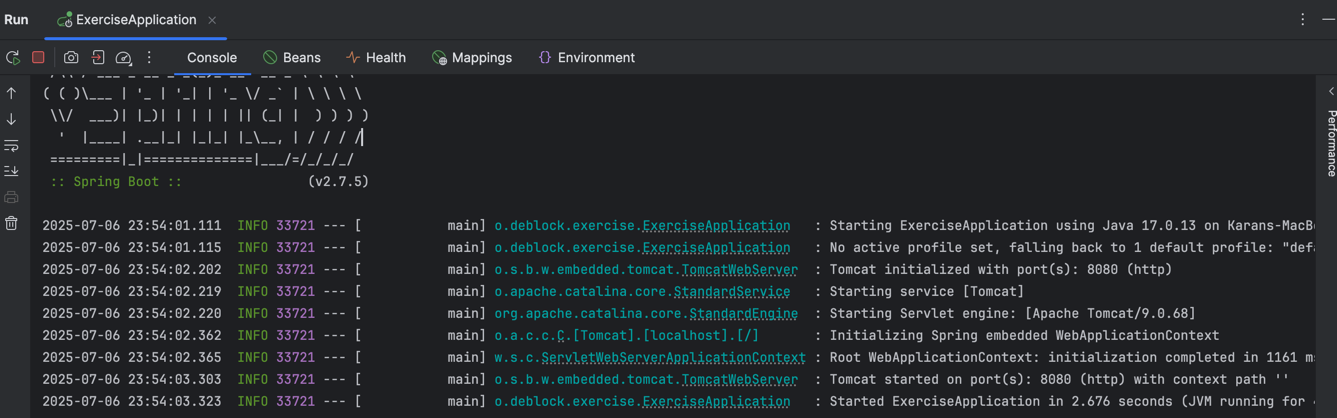 Run ExerciseApplication
Console Beans Health Mappings Environment
( ( )\___ | '_ | '_| | '_ \/ _` | \ \ \ \
\\/  ___)| |_)| | | | | || (_| |  ) ) ) )
'  |____| .__|_| |_|_| |_\__, | / / / /
=========|_|==============|___/=/_/_/_/
:: Spring Boot :: (v2.7.5)
2025-07-06 23:54:01.111 INFO 33721 --- [ main] o.deblock.exercise.ExerciseApplication : Starting ExerciseApplication using Java 17.0.13 on Karans-MacBo
2025-07-06 23:54:01.115 INFO 33721 --- [ main] o.deblock.exercise.ExerciseApplication : No active profile set, falling back to 1 default profile: "defa
2025-07-06 23:54:02.202 INFO 33721 --- [ main] o.s.b.w.embedded.tomcat.TomcatWebServer : Tomcat initialized with port(s): 8080 (http)
2025-07-06 23:54:02.219 INFO 33721 --- [ main] o.apache.catalina.core.StandardService : Starting service [Tomcat]
2025-07-06 23:54:02.220 INFO 33721 --- [ main] org.apache.catalina.core.StandardEngine : Starting Servlet engine: [Apache Tomcat/9.0.68]
2025-07-06 23:54:02.362 INFO 33721 --- [ main] o.a.c.c.C.[Tomcat].[localhost].[/] : Initializing Spring embedded WebApplicationContext
2025-07-06 23:54:02.365 INFO 33721 --- [ main] w.s.c.ServletWebServerApplicationContext : Root WebApplicationContext: initialization completed in 1161 ms
2025-07-06 23:54:03.303 INFO 33721 --- [ main] o.s.b.w.embedded.tomcat.TomcatWebServer : Tomcat started on port(s): 8080 (http) with context path ''
2025-07-06 23:54:03.323 INFO 33721 --- [ main] o.deblock.exercise.ExerciseApplication : Started ExerciseApplication in 2.676 seconds (JVM running for
Performance